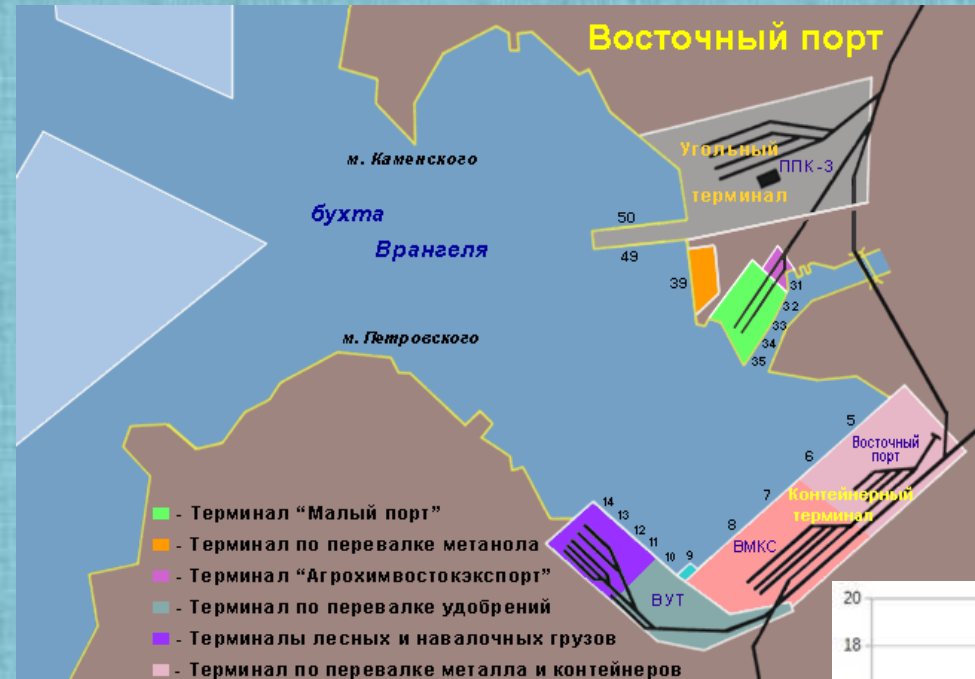 Восточный порт
м. Каменского
Угольный
ППК-3
терминал
бухта
Врангеля
50
49
39
31
32
33
34
35
м. Петровского
5
6
7
8
Восточный
порт
Контейнерный
терминал
ВМКС
14
13
12
11
10
9
ВУТ
- Терминал “Малый порт”
- Терминал по перевалке метанола
- Терминал “Агрохимвостокэкспорт”
- Терминал по перевалке удобрений
- Терминалы лесных и навалочных грузов
- Терминал по перевалке металла и контейнеров
20
18